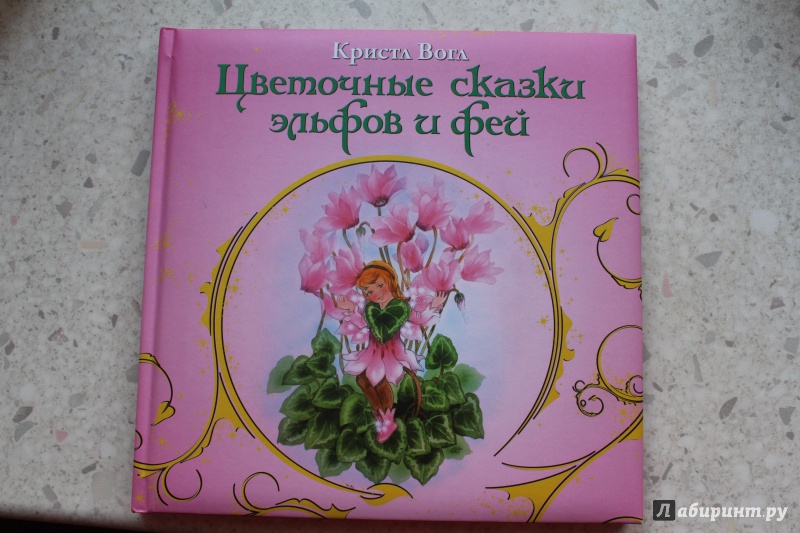 Кристл Вогл
Цветочные сказки
эльфов и фей
Лабиринт.ру